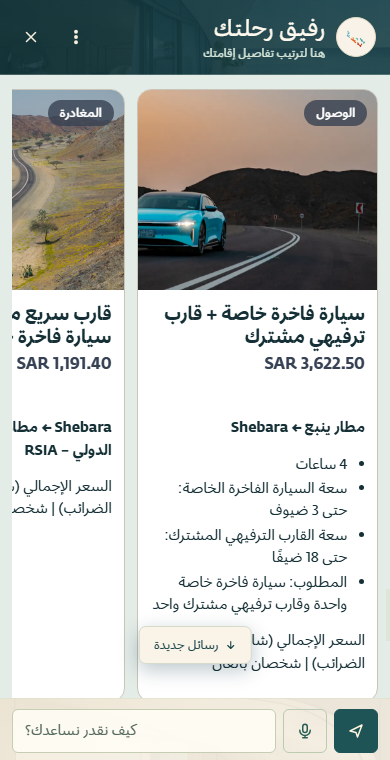 رفيق رحلتك
هنا لترتيب تفاصيل إقامتك
الوصول
سيارة فاخرة خاصة + قارب
ترفيهي مشترك
SAR 3,622.50
مطار ينبع ← Shebara
4 ساعات
سعة السيارة الفاخرة الخاصة:
حتى 3 ضيوف
سعة القارب الترفيهي المشترك:
حتى 18 ضيفًا
المطلوب: سيارة فاخرة خاصة
واحدة وقارب ترفيهي مشترك واحد
السعر الإجمالي
الضرائب) | شخصان بالغان
المغادرة
قارب سريع
سيارة فاخرة
SAR 1,191.40
Shebara ←
الدولي – RSIA
السعر الإجمالي
الضرائب) |
↓ رسائل جديدة
كيف نقدر نساعدك؟